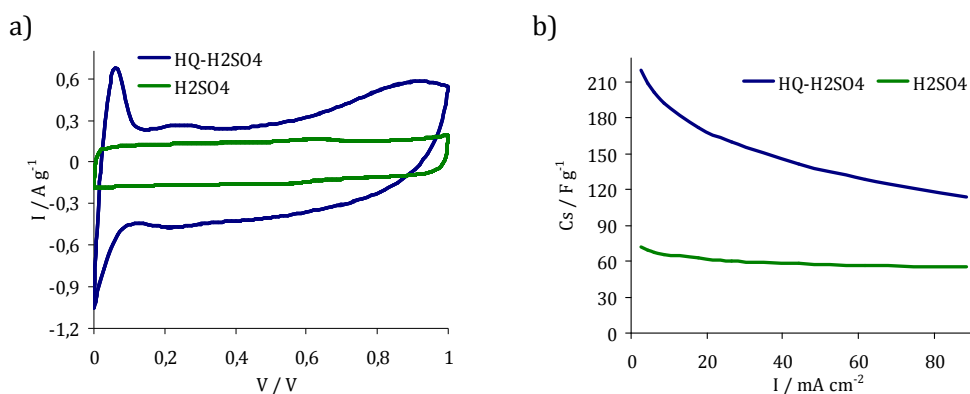 a)
HQ-H2SO4
H2SO4
0,6
0,3
0
-0,3
-0,6
-0,9
-1,2
I / A g-1
0 0,2 0,4 0,6 0,8 1
V / V
b)
HQ-H2SO4 H2SO4
210
180
150
120
90
60
30
0
Cs / F g-1
0 20 40 60 80
I / mA cm-2